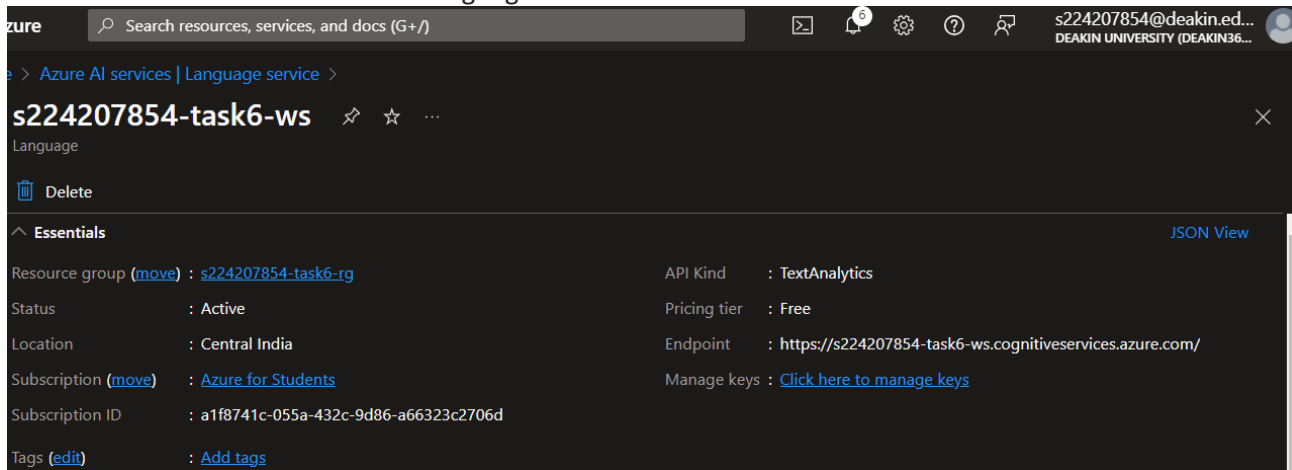 zure Search resources, services, and docs (G+/) 6 s224207854@deakin.ed...
DEAKIN UNIVERSITY (DEAKIN36...
e > Azure AI services | Language service >
s224207854-task6-ws ...
Language
Delete
Essentials JSON View
Resource group (move) : s224207854-task6-rg API Kind : TextAnalytics
Status : Active Pricing tier : Free
Location : Central India Endpoint : https://s224207854-task6-ws.cognitiveservices.azure.com/
Subscription (move) : Azure for Students Manage keys : Click here to manage keys
Subscription ID : a1f8741c-055a-432c-9d86-a66323c2706d
Tags (edit) : Add tags